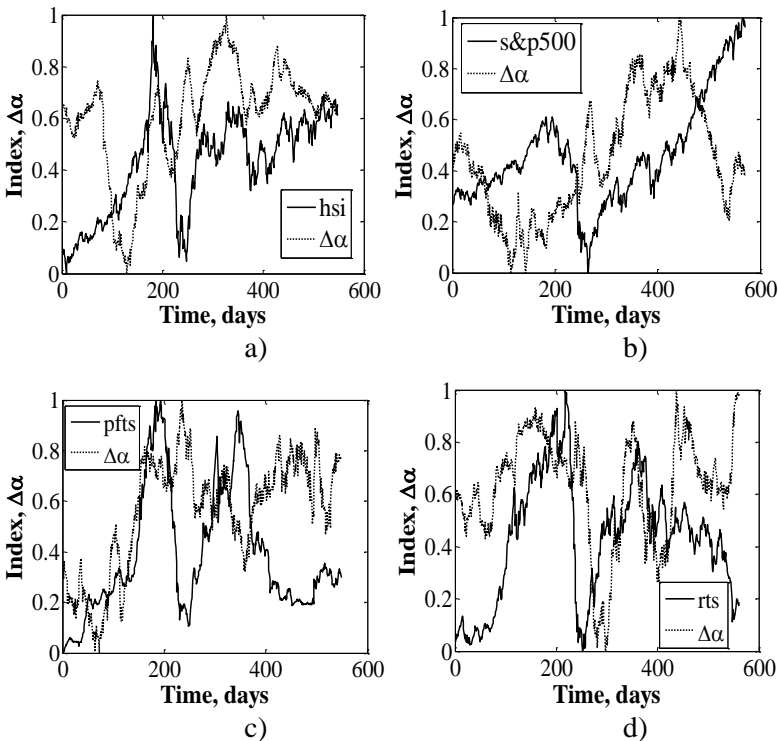 1
0.8
0.6
0.4
0.2
0
Index, Δα
hsi
Δα
0 200 400 600
Time, days
a)
1
0.8
0.6
0.4
0.2
0
Index, Δα
s&p500
Δα
0 200 400 600
Time, days
b)
1
0.8
0.6
0.4
0.2
0
Index, Δα
pfts
Δα
0 200 400 600
Time, days
c)
1
0.8
0.6
0.4
0.2
0
Index, Δα
rts
Δα
0 200 400 600
Time, days
d)